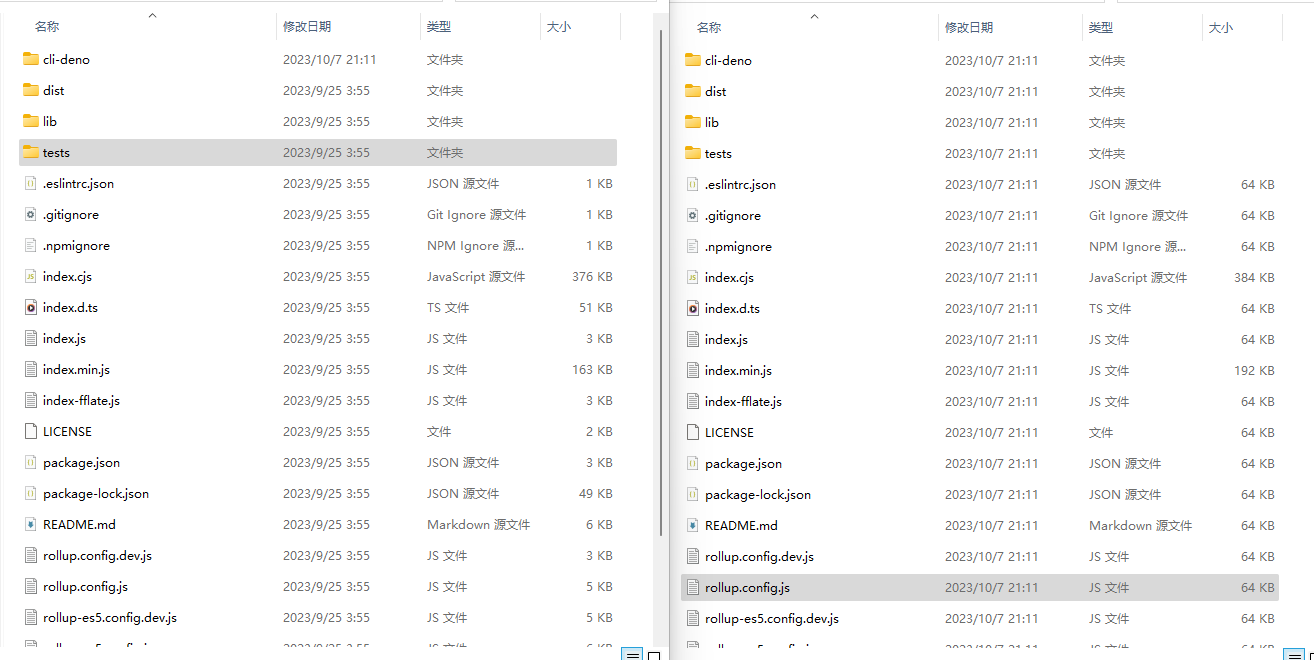 名称 修改日期 类型 大小
cli-deno 2023/10/7 21:11 文件夹
dist 2023/9/25 3:55 文件夹
lib 2023/9/25 3:55 文件夹
tests 2023/9/25 3:55 文件夹
.eslintrc.json 2023/9/25 3:55 JSON 源文件 1 KB
.gitignore 2023/9/25 3:55 Git Ignore 源文件 1 KB
.npmignore 2023/9/25 3:55 NPM Ignore 源... 1 KB
index.cjs 2023/9/25 3:55 JavaScript 源文件 376 KB
index.d.ts 2023/9/25 3:55 TS 文件 51 KB
index.js 2023/9/25 3:55 JS 文件 3 KB
index.min.js 2023/9/25 3:55 JS 文件 163 KB
index-fflate.js 2023/9/25 3:55 JS 文件 3 KB
LICENSE 2023/9/25 3:55 文件 2 KB
package.json 2023/9/25 3:55 JSON 源文件 3 KB
package-lock.json 2023/9/25 3:55 JSON 源文件 49 KB
README.md 2023/9/25 3:55 Markdown 源文件 6 KB
rollup.config.dev.js 2023/9/25 3:55 JS 文件 3 KB
rollup.config.js 2023/9/25 3:55 JS 文件 5 KB
rollup-es5.config.dev.js 2023/9/25 3:55 JS 文件 5 KB
名称 修改日期 类型 大小
cli-deno 2023/10/7 21:11 文件夹
dist 2023/10/7 21:11 文件夹
lib 2023/10/7 21:11 文件夹
tests 2023/10/7 21:11 文件夹
.eslintrc.json 2023/10/7 21:11 JSON 源文件 64 KB
.gitignore 2023/10/7 21:11 Git Ignore 源文件 64 KB
.npmignore 2023/10/7 21:11 NPM Ignore 源... 64 KB
index.cjs 2023/10/7 21:11 JavaScript 源文件 384 KB
index.d.ts 2023/10/7 21:11 TS 文件 64 KB
index.js 2023/10/7 21:11 JS 文件 64 KB
index.min.js 2023/10/7 21:11 JS 文件 192 KB
index-fflate.js 2023/10/7 21:11 JS 文件 64 KB
LICENSE 2023/10/7 21:11 文件 64 KB
package.json 2023/10/7 21:11 JSON 源文件 64 KB
package-lock.json 2023/10/7 21:11 JSON 源文件 64 KB
README.md 2023/10/7 21:11 Markdown 源文件 64 KB
rollup.config.dev.js 2023/10/7 21:11 JS 文件 64 KB
rollup.config.js 2023/10/7 21:11 JS 文件 64 KB
rollup-es5.config.dev.js 2023/10/7 21:11 JS 文件 64 KB